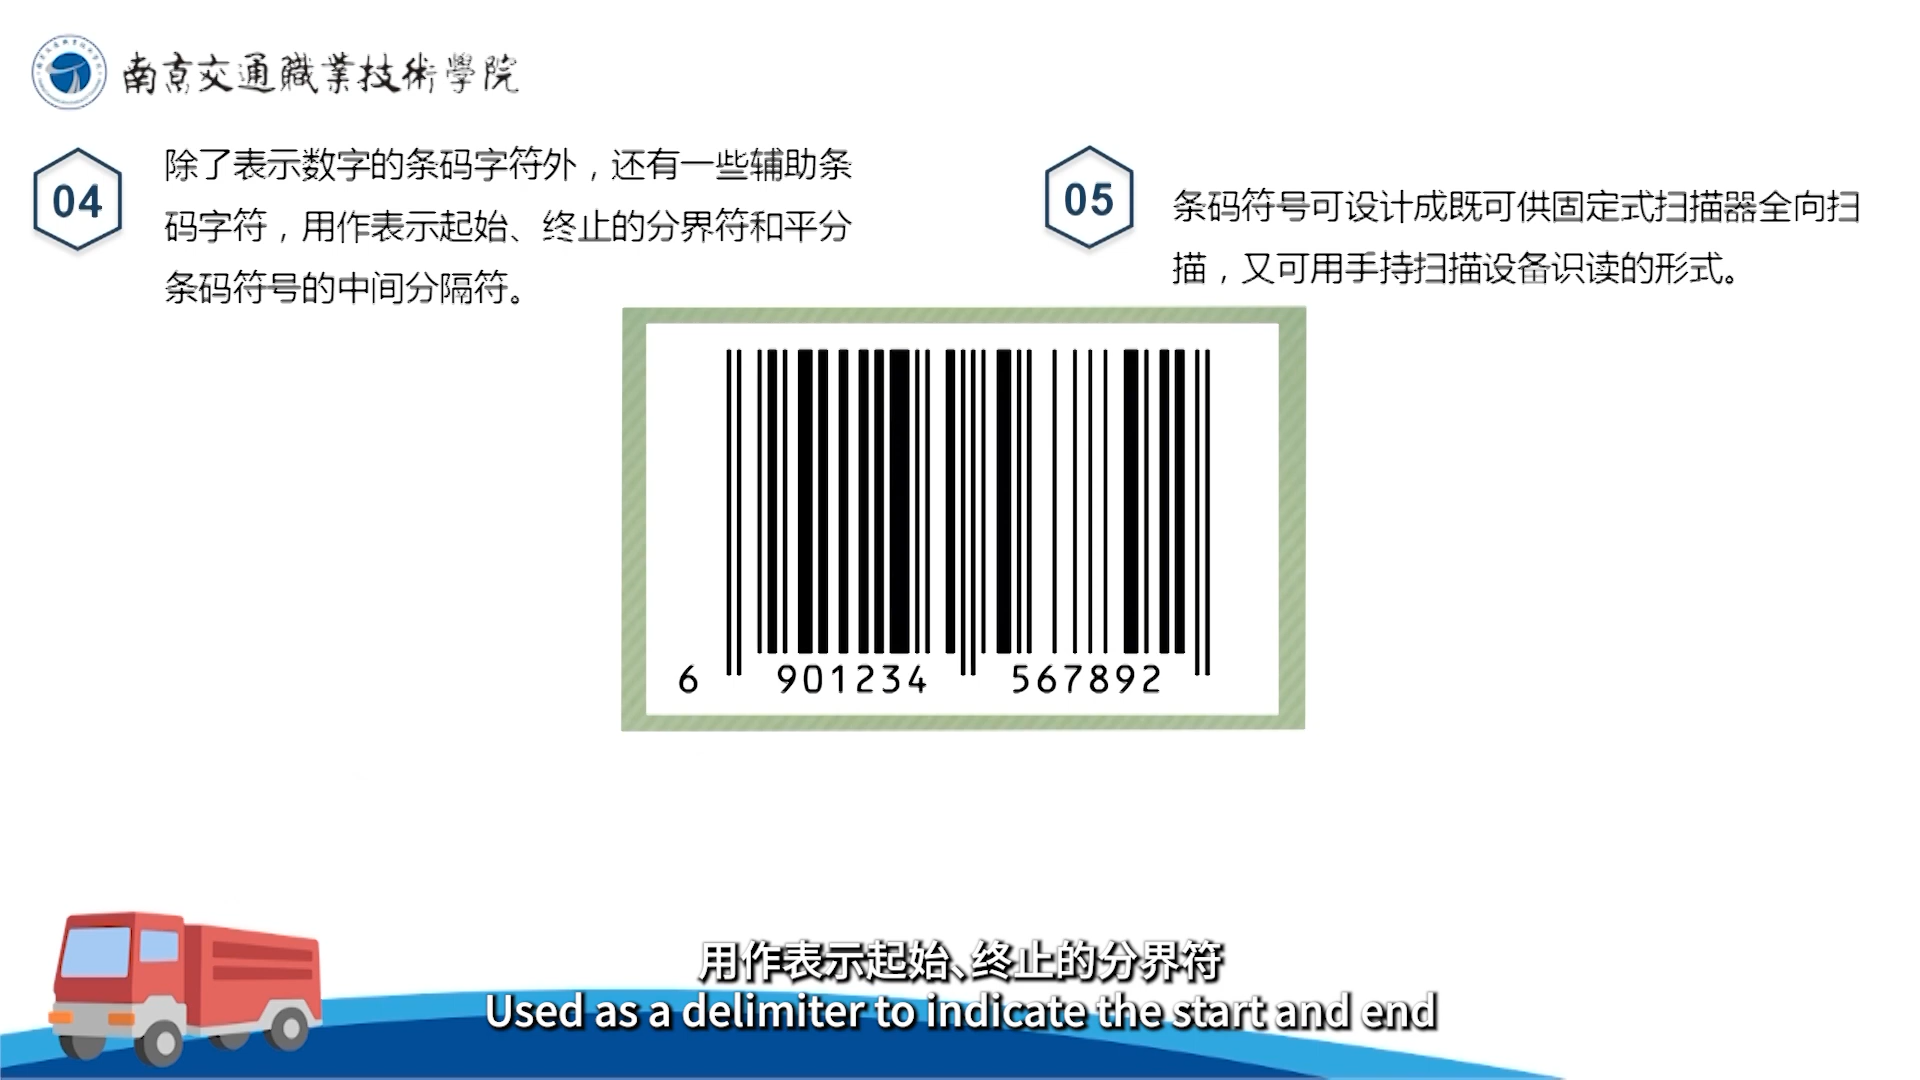 南京交通職業技術學院
04
除了表示数字的条码字符外，还有一些辅助条
码字符，用作表示起始、终止的分界符和平分
条码符号的中间分隔符。
05
条码符号可设计成既可供固定式扫描器全向扫
描，又可用手持扫描设备识读的形式。
6 901234 567892
用作表示起始、终止的分界符
Used as a delimiter to indicate the start and end